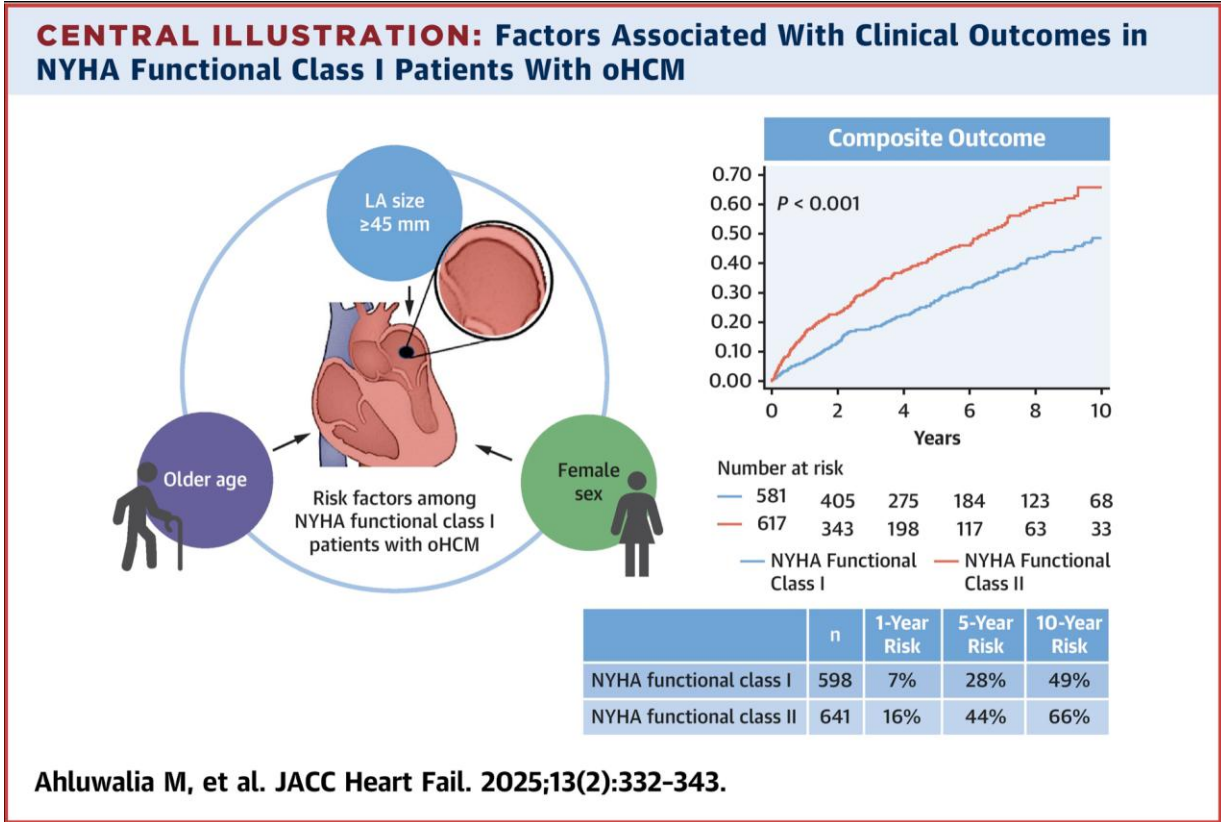 CENTRAL ILLUSTRATION: Factors Associated With Clinical Outcomes in
NYHA Functional Class I Patients With oHCM
LA size
≥45 mm
Older age
Female
sex
Risk factors among
NYHA functional class I
patients with oHCM
Composite Outcome
P < 0.001
0.70
0.60
0.50
0.40
0.30
0.20
0.10
0.00
0 2 4 6 8 10
Years
Number at risk
581 405 275 184 123 68
617 343 198 117 63 33
NYHA Functional
Class I
NYHA Functional
Class II
n 1-Year
Risk 5-Year
Risk 10-Year
Risk
NYHA functional class I 598 7% 28% 49%
NYHA functional class II 641 16% 44% 66%
Ahluwalia M, et al. JACC Heart Fail. 2025;13(2):332-343.